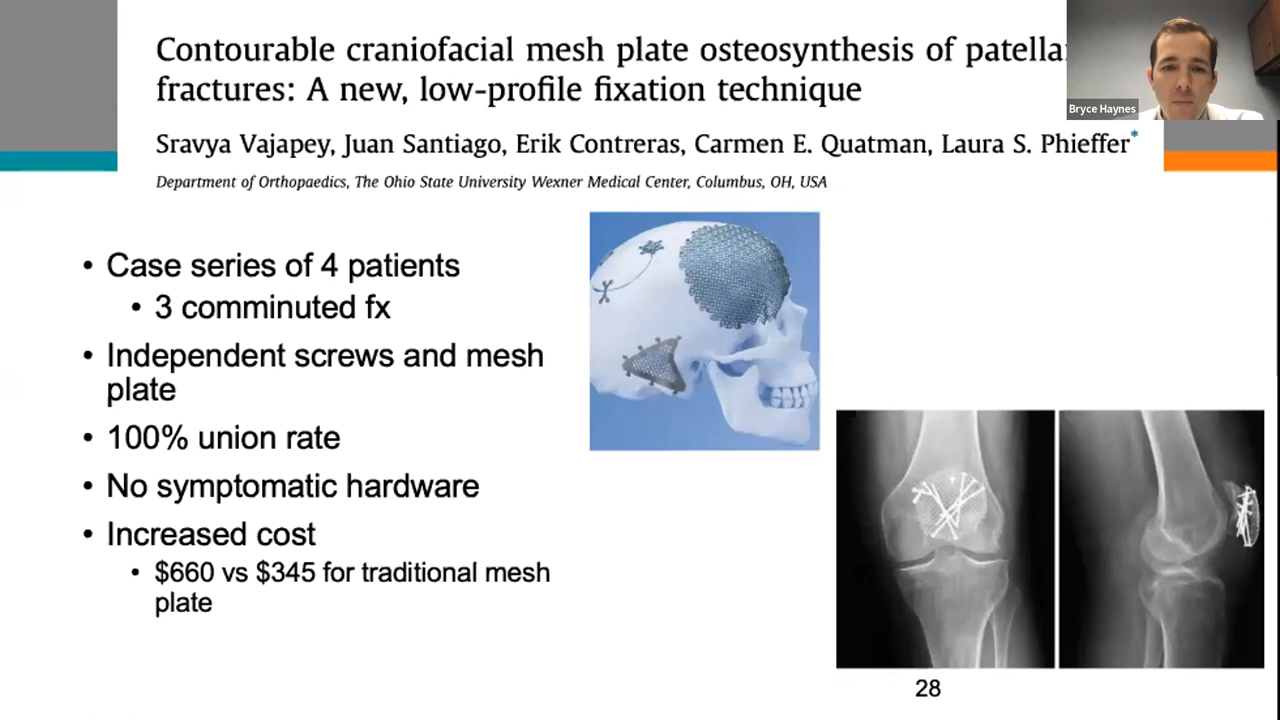 Contourable craniofacial mesh plate osteosynthesis of patellar
fractures: A new, low-profile fixation technique
Bryce Haynes
Sravya Vajapey, Juan Santiago, Erik Contreras, Carmen E. Quatman, Laura S. Phieffer*
Department of Orthopaedics, The Ohio State University Wexner Medical Center, Columbus, OH, USA
• Case series of 4 patients
• 3 comminuted fx
• Independent screws and mesh
plate
• 100% union rate
• No symptomatic hardware
• Increased cost
• $660 vs $345 for traditional mesh
plate
28